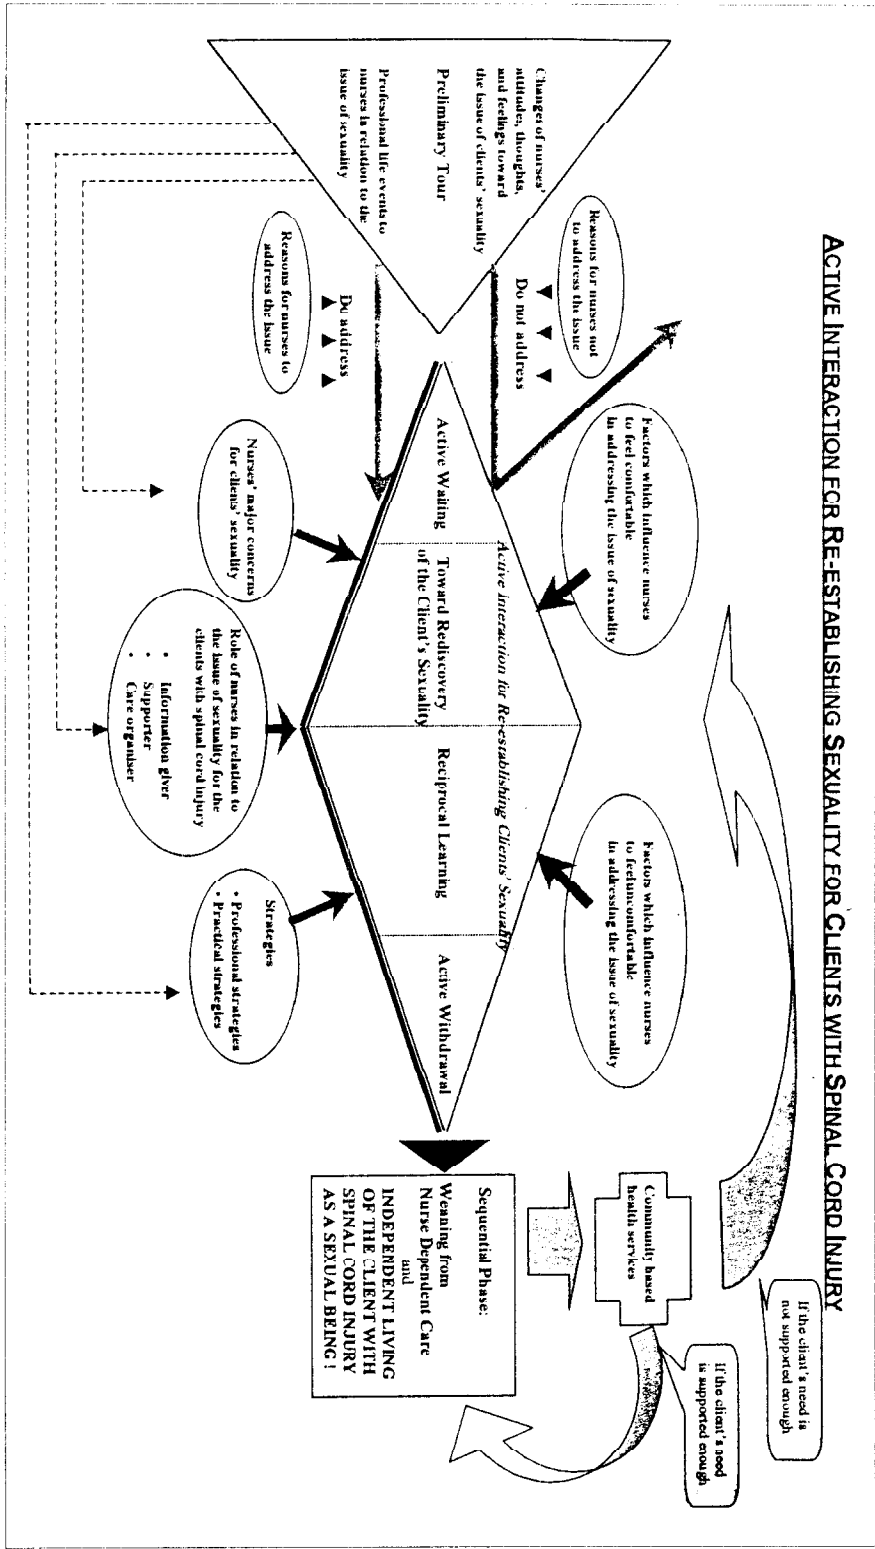 ACTIVE INTERACTION FOR RE-ESTABLISHING SEXUALITY FOR CLIENTS WITH SPINAL CORD INJURY
Changes of nurses'
attitudes, thoughts,
and feelings toward
the issue of clients' sexuality
Preliminary Tour
Professional life events to
nurses in relation to the
issue of sexuality
Reasons for nurses not
to address the issue
Do not address
Do address
Reasons for nurses to
address the issue
Factors which influence nurses
to feel comfortable
in addressing the issue of sexuality
Factors which influence nurses
to feeluncomfortable
in addressing the issue of sexuality
Active interaction for Re-establishing Clients' Sexuality
Active Waiting
Toward Rediscovery
of the Client's Sexuality
Reciprocal Learning
Active Withdrawal
Nurses' major concerns
for clients' sexuality
Role of nurses in relation to
the issue of sexuality for the
clients with spinal cord injury
• Information giver
• Supporter
• Care organiser
Strategies
• Professional strategies
• Practical strategies
If the client's need is
not supported enough
If the client's need
is supported enough
Community based
health services
Sequential Phase:
Weaning from
Nurse Dependent Care
and
INDEPENDENT LIVING
OF THE CLIENT WITH
SPINAL CORD INJURY
AS A SEXUAL BEING !